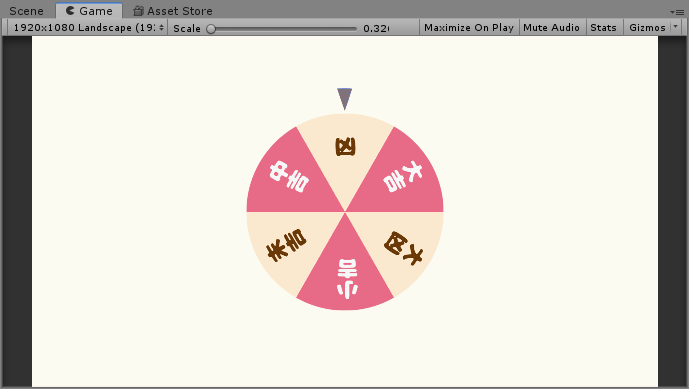 Scene Game Asset Store
1920x1080 Landscape (19: Scale 0.32 Maximize On Play Mute Audio Stats Gizmos
凶
大吉
大凶
小吉
末吉
中吉